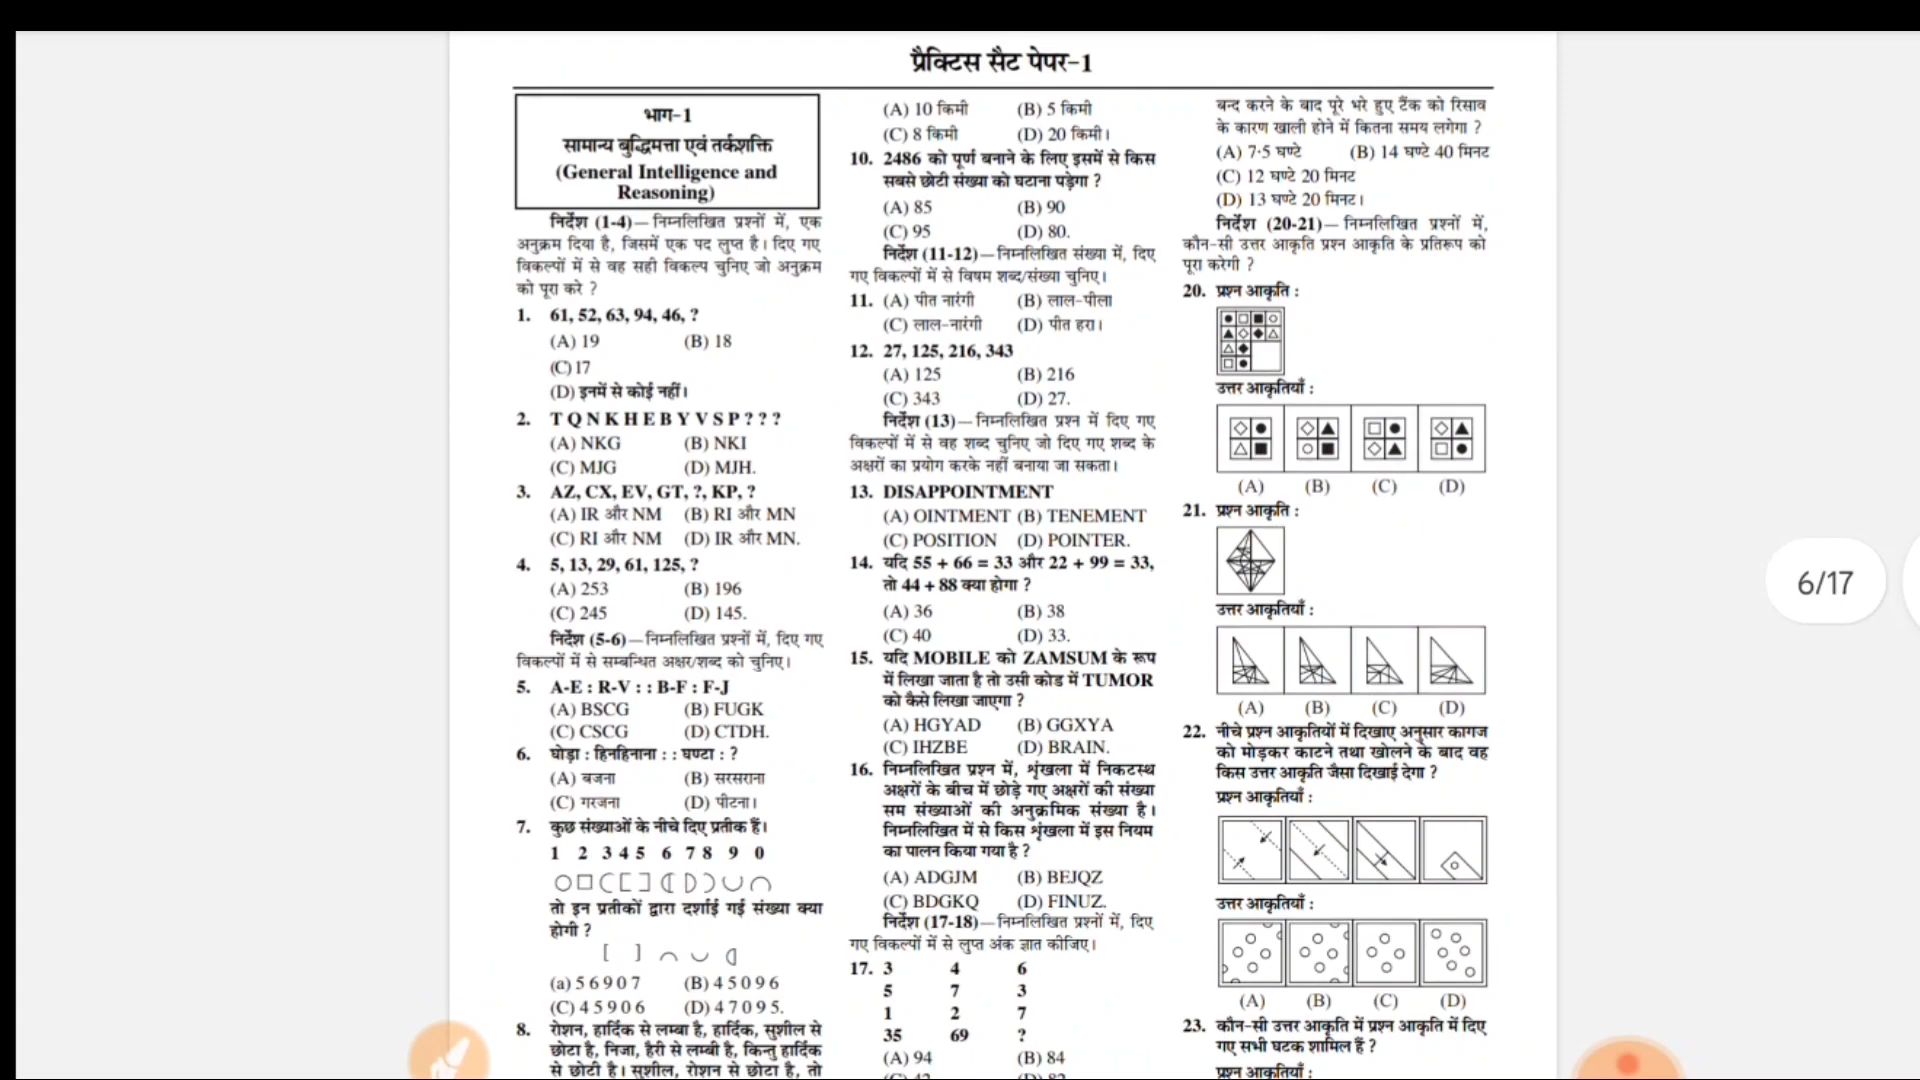 प्रैक्टिस सैट पेपर-1
भाग-1
सामान्य बुद्धिमत्ता एवं तर्कशक्ति
(General Intelligence and
Reasoning)
निर्देश (1-4)—निम्नलिखित प्रश्नों में, एक
अनुक्रम दिया है, जिसमें एक पद लुप्त है। दिए गए
विकल्पों में से वह सही विकल्प चुनिए जो अनुक्रम
को पूरा करे ?
1. 61, 52, 63, 94, 46, ?
(A) 19 (B) 18
(C) 17
(D) इनमें से कोई नहीं।
2. T Q N K H E B Y V S P ? ? ?
(A) NKG (B) NKI
(C) MJG (D) MJH.
3. AZ, CX, EV, GT, ?, KP, ?
(A) IR और NM (B) RI और MN
(C) RI और NM (D) IR और MN.
4. 5, 13, 29, 61, 125, ?
(A) 253 (B) 196
(C) 245 (D) 145.
निर्देश (5-6)—निम्नलिखित प्रश्नों में, दिए गए
विकल्पों में से सम्बन्धित अक्षर/शब्द को चुनिए।
5. A-E : R-V : : B-F : F-J
(A) BSCG (B) FUGK
(C) CSCG (D) CTDH.
6. घोड़ा : हिनहिनाना : : घण्टा : ?
(A) बजना (B) सरसराना
(C) गरजना (D) पीटना।
7. कुछ संख्याओं के नीचे दिए प्रतीक हैं।
1 2 3 4 5 6 7 8 9 0
तो इन प्रतीकों द्वारा दर्शाई गई संख्या क्या
होगी ?
(a) 5 6 9 0 7 (B) 4 5 0 9 6
(C) 4 5 9 0 6 (D) 4 7 0 9 5.
8. रोशन, हार्दिक से लम्बा है, हार्दिक, सुशील से
छोटा है, निजा, हैरी से लम्बी है, किन्तु हार्दिक
से छोटी है। सुशील, रोशन से छोटा है, तो
(A) 10 किमी (B) 5 किमी
(C) 8 किमी (D) 20 किमी।
10. 2486 को पूर्ण बनाने के लिए इसमें से किस
सबसे छोटी संख्या को घटाना पड़ेगा ?
(A) 85 (B) 90
(C) 95 (D) 80.
निर्देश (11-12)—निम्नलिखित संख्या में, दिए
गए विकल्पों में से विषम शब्द/संख्या चुनिए।
11. (A) पीत नारंगी (B) लाल-पीला
(C) लाल-नारंगी (D) पीत हरा।
12. 27, 125, 216, 343
(A) 125 (B) 216
(C) 343 (D) 27.
निर्देश (13)—निम्नलिखित प्रश्न में दिए गए
विकल्पों में से वह शब्द चुनिए जो दिए गए शब्द के
अक्षरों का प्रयोग करके नहीं बनाया जा सकता।
13. DISAPPOINTMENT
(A) OINTMENT (B) TENEMENT
(C) POSITION (D) POINTER.
14. यदि 55 + 66 = 33 और 22 + 99 = 33,
तो 44 + 88 क्या होगा ?
(A) 36 (B) 38
(C) 40 (D) 33.
15. यदि MOBILE को ZAMSUM के रूप
में लिखा जाता है तो उसी कोड में TUMOR
को कैसे लिखा जाएगा ?
(A) HGYAD (B) GGXYA
(C) IHZBE (D) BRAIN.
16. निम्नलिखित प्रश्न में, शृंखला में निकटस्थ
अक्षरों के बीच में छोड़े गए अक्षरों की संख्या
सम संख्याओं की अनुक्रमिक संख्या है।
निम्नलिखित में से किस शृंखला में इस नियम
का पालन किया गया है ?
(A) ADGJM (B) BEJQZ
(C) BDGKQ (D) FINUZ.
निर्देश (17-18)—निम्नलिखित प्रश्नों में, दिए
गए विकल्पों में से लुप्त अंक ज्ञात कीजिए।
17. 3 4 6
5 7 3
1 2 7
35 69 ?
(A) 94 (B) 84
बन्द करने के बाद पूरे भरे हुए टैंक को रिसाव
के कारण खाली होने में कितना समय लगेगा ?
(A) 7·5 घण्टे (B) 14 घण्टे 40 मिनट
(C) 12 घण्टे 20 मिनट
(D) 13 घण्टे 20 मिनट।
निर्देश (20-21)—निम्नलिखित प्रश्नों में,
कौन-सी उत्तर आकृति प्रश्न आकृति के प्रतिरूप को
पूरा करेगी ?
20. प्रश्न आकृति :
उत्तर आकृतियाँ :
(A) (B) (C) (D)
21. प्रश्न आकृति :
उत्तर आकृतियाँ :
(A) (B) (C) (D)
22. नीचे प्रश्न आकृतियों में दिखाए अनुसार कागज
को मोड़कर काटने तथा खोलने के बाद वह
किस उत्तर आकृति जैसा दिखाई देगा ?
प्रश्न आकृतियाँ :
उत्तर आकृतियाँ :
(A) (B) (C) (D)
23. कौन-सी उत्तर आकृति में प्रश्न आकृति में दिए
गए सभी घटक शामिल हैं ?
प्रश्न आकृतियाँ :
6/17